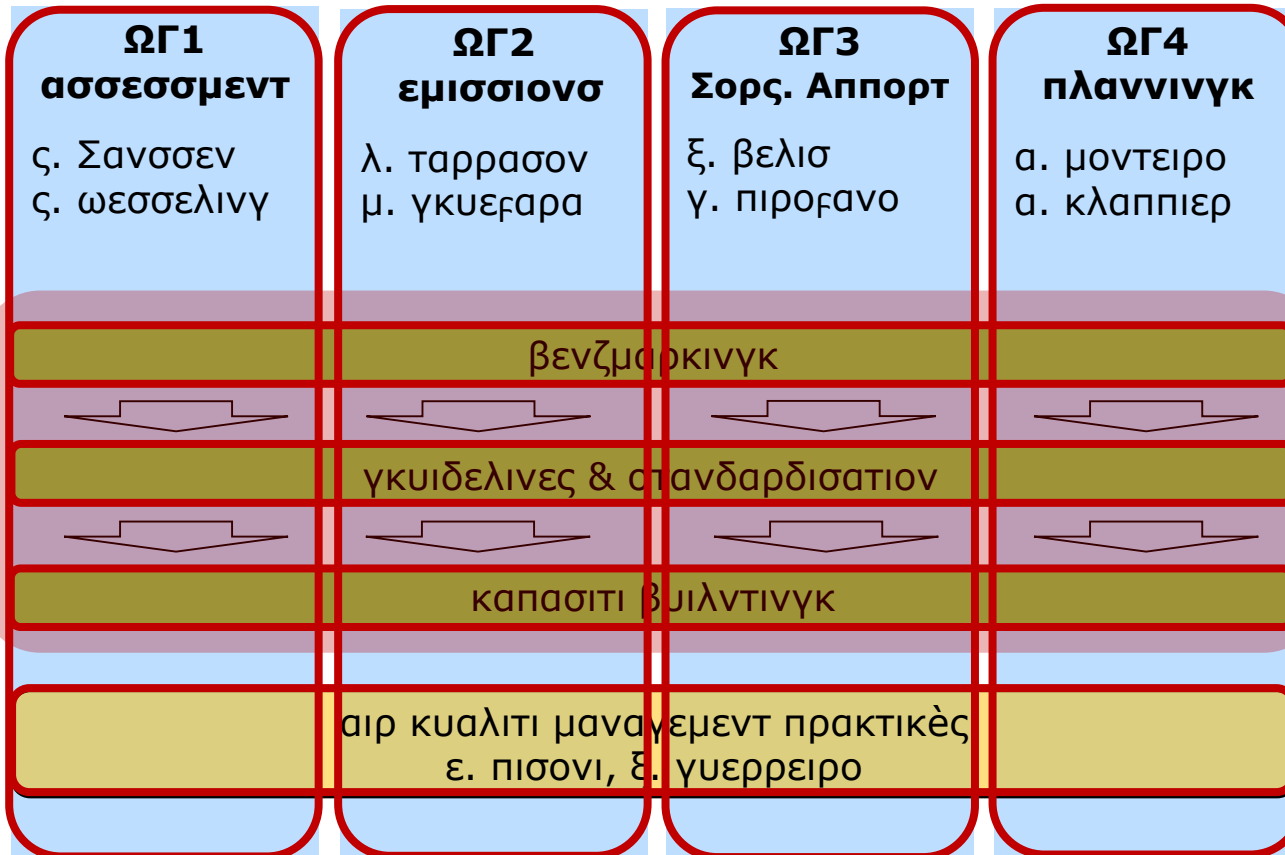 ΩΓ1
ασσεσσμεντ
ς. Σανσσεν
ς. ωεσσελινγ
ΩΓ2
εμισσιονσ
λ. ταρρασον
μ. γκυεϝαρα
ΩΓ3
Σορς. Αππορτ
ξ. βελισ
γ. πιροϝανο
ΩΓ4
πλαννινγκ
α. μοντειρο
α. κλαππιερ
βενζμαρκινγκ
γκυιδελινες & στανδαρδισατιον
καπασιτι βυιλντινγκ
αιρ κυαλιτι μαναγεμεντ πρακτικὲς
ε. πισονι, ξ. γυερρειρο